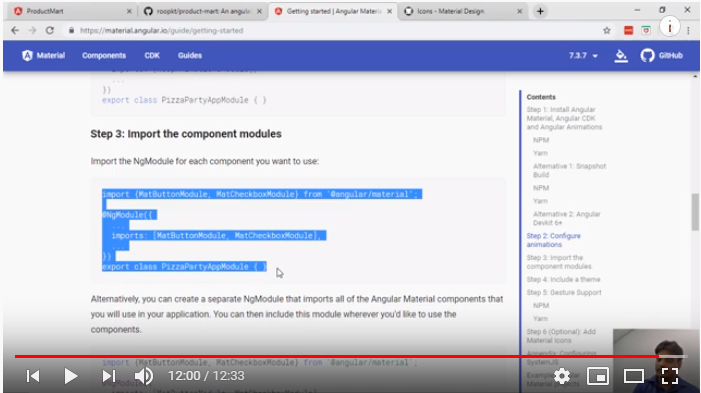 ProductMart
roopkt/product-mart: An angular
Getting started | Angular Materia
Icons - Material Design
https://material.angular.io/guide/getting-started
Material Components CDK Guides 7.3.7 GitHub
...
})
export class PizzaPartyAppModule { }
Step 3: Import the component modules
Import the NgModule for each component you want to use:
import {MatButtonModule, MatCheckboxModule} from '@angular/material';
@NgModule({
...
imports: [MatButtonModule, MatCheckboxModule],
...
})
export class PizzaPartyAppModule { }
Alternatively, you can create a separate NgModule that imports all of the Angular Material components that
you will use in your application. You can then include this module wherever you'd like to use the
components.
import {MatButtonModule, MatCheckboxModule} from '@angular/material';
Contents
Step 1: Install Angular
Material, Angular CDK
and Angular Animations
NPM
Yarn
Alternative 1: Snapshot
Build
NPM
Yarn
Alternative 2: Angular
Devkit 6+
Step 2: Configure
animations
Step 3: Import the
component modules
Step 4: Include a theme
Step 5: Gesture Support
NPM
Yarn
Step 6 (Optional): Add
Material Icons
Appendix: Configuring
SystemJS
12:00 / 12:33